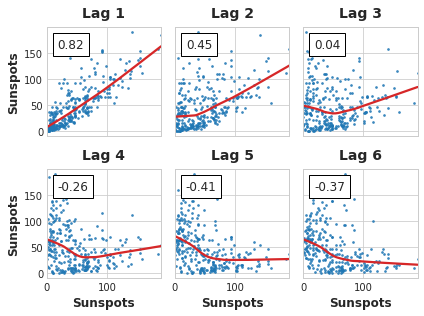 Lag 1 Lag 2 Lag 3
0.82 0.45 0.04
150
100
50
0
Sunspots
Lag 4 Lag 5 Lag 6
-0.26 -0.41 -0.37
150
100
50
0
Sunspots
0 100 0 100 0 100
Sunspots Sunspots Sunspots